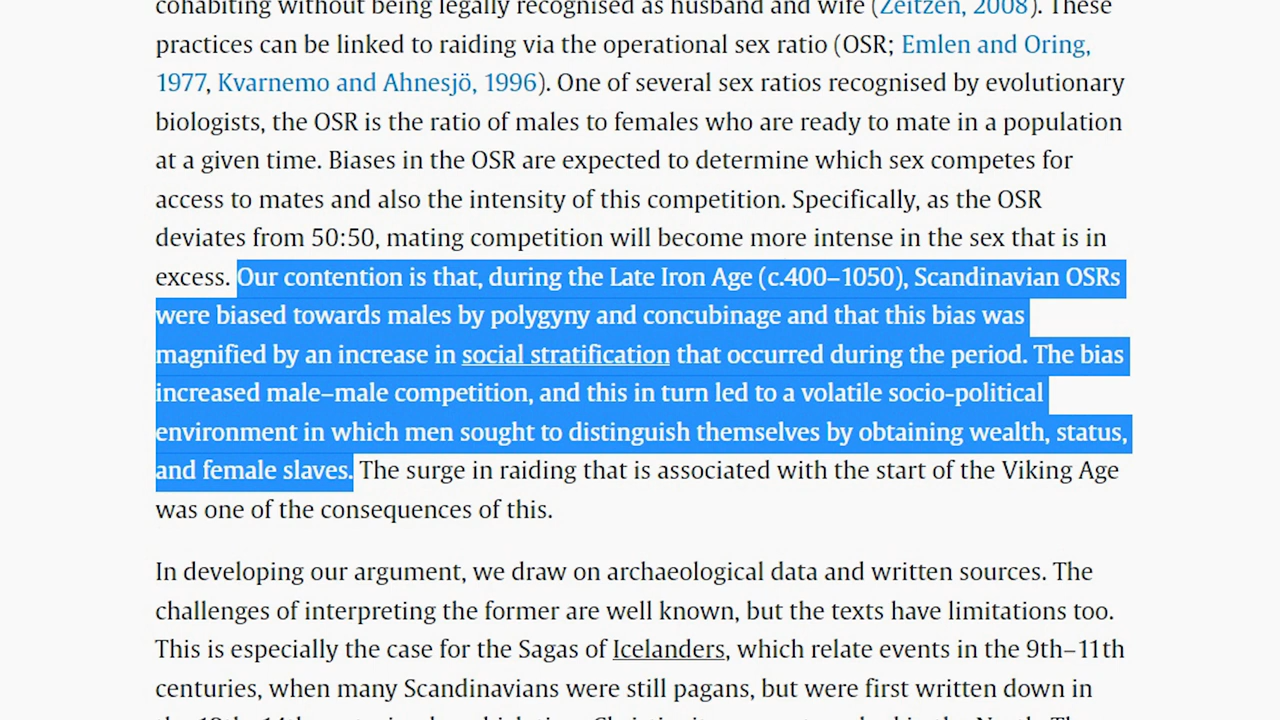 cohabiting without being legally recognised as husband and wife (Zeitzen, 2008). These
practices can be linked to raiding via the operational sex ratio (OSR; Emlen and Oring,
1977, Kvarnemo and Ahnesjö, 1996). One of several sex ratios recognised by evolutionary
biologists, the OSR is the ratio of males to females who are ready to mate in a population
at a given time. Biases in the OSR are expected to determine which sex competes for
access to mates and also the intensity of this competition. Specifically, as the OSR
deviates from 50:50, mating competition will become more intense in the sex that is in
excess. Our contention is that, during the Late Iron Age (c.400–1050), Scandinavian OSRs
were biased towards males by polygyny and concubinage and that this bias was
magnified by an increase in social stratification that occurred during the period. The bias
increased male–male competition, and this in turn led to a volatile socio-political
environment in which men sought to distinguish themselves by obtaining wealth, status,
and female slaves. The surge in raiding that is associated with the start of the Viking Age
was one of the consequences of this.
In developing our argument, we draw on archaeological data and written sources. The
challenges of interpreting the former are well known, but the texts have limitations too.
This is especially the case for the Sagas of Icelanders, which relate events in the 9th–11th
centuries, when many Scandinavians were still pagans, but were first written down in